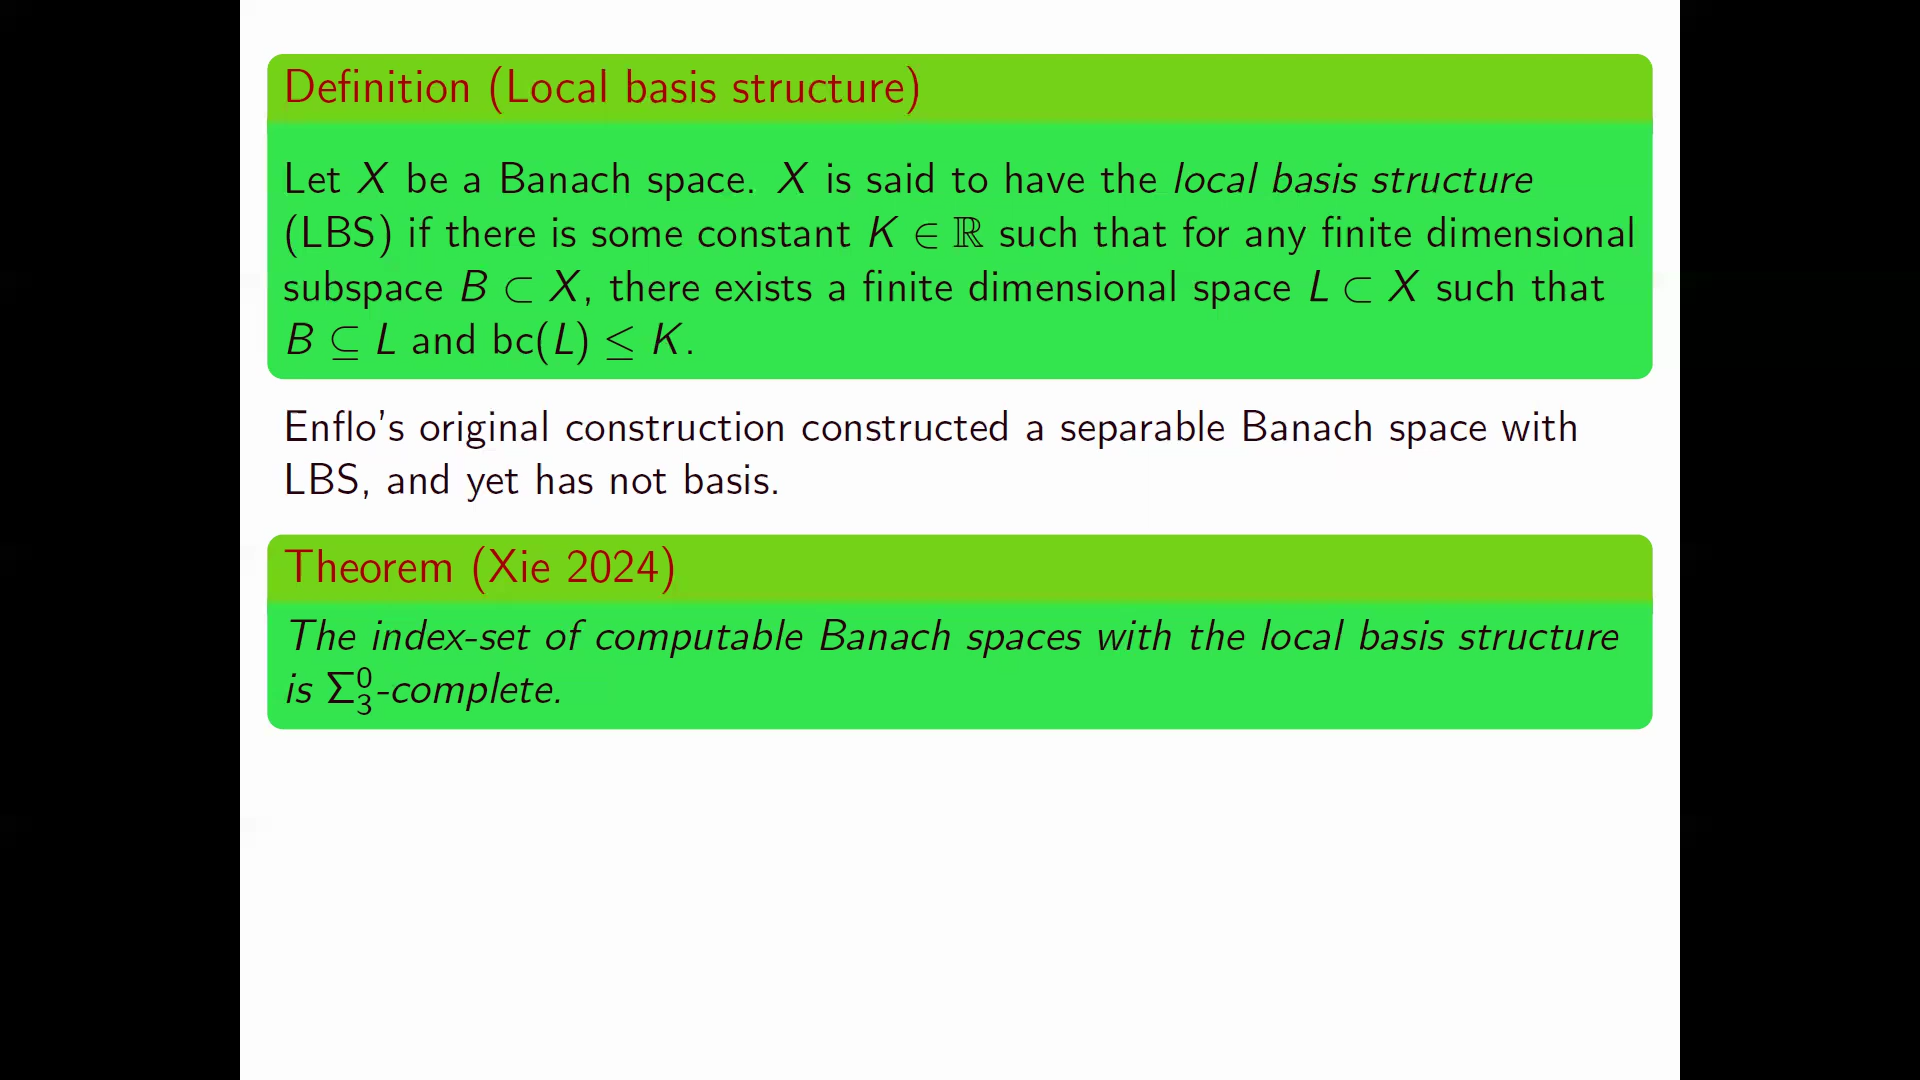 Definition (Local basis structure)
Let X be a Banach space. X is said to have the local basis structure
(LBS) if there is some constant K ∈ ℝ such that for any finite dimensional
subspace B ⊂ X, there exists a finite dimensional space L ⊂ X such that
B ⊆ L and bc(L) ≤ K.
Enflo's original construction constructed a separable Banach space with
LBS, and yet has not basis.
Theorem (Xie 2024)
The index-set of computable Banach spaces with the local basis structure
is Σ⁰₃-complete.